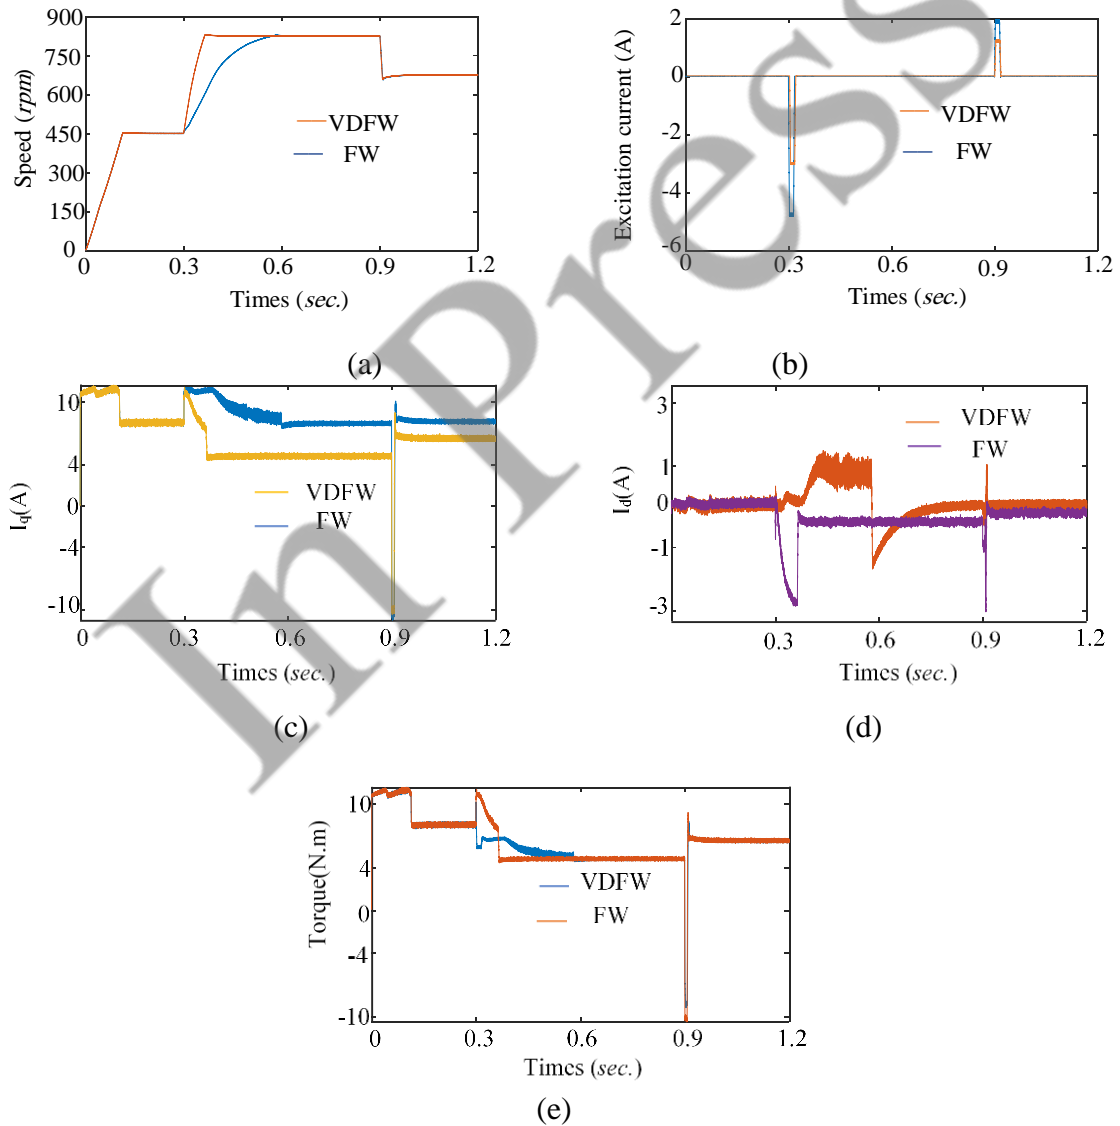 900
750
600
450
300
150
0
Speed (rpm)
VDFW
FW
0
0.3
0.6
0.9
1.2
Times (sec.)
(a)
2
0
-2
-4
-6
Excitation current (A)
VDFW
FW
0
0.3
0.6
0.9
1.2
Times (sec.)
(b)
10
4
0
-4
-10
Iq(A)
VDFW
FW
0
0.3
0.6
0.9
1.2
Times (sec.)
(c)
3
1
0
-1
-3
Id(A)
VDFW
FW
0.3
0.6
0.9
1.2
Times (sec.)
(d)
10
4
0
-4
-10
Torque(N.m)
VDFW
FW
0
0.3
0.6
0.9
1.2
Times (sec.)
(e)
In Press